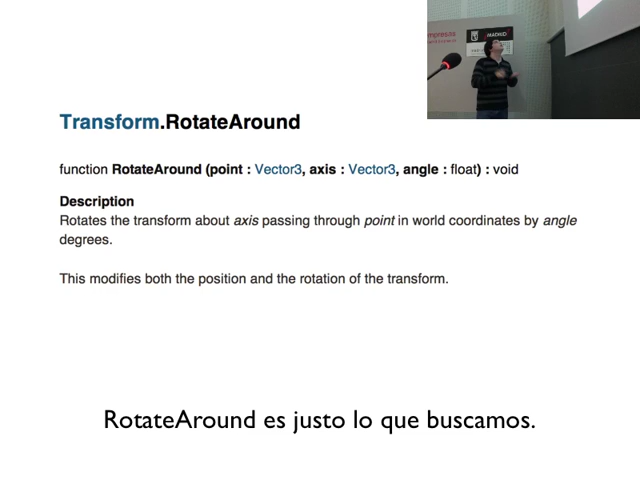 mpresas
¡MADRID!
Transform.RotateAround
function RotateAround (point : Vector3, axis : Vector3, angle : float) : void
Description
Rotates the transform about axis passing through point in world coordinates by angle
degrees.
This modifies both the position and the rotation of the transform.
RotateAround es justo lo que buscamos.